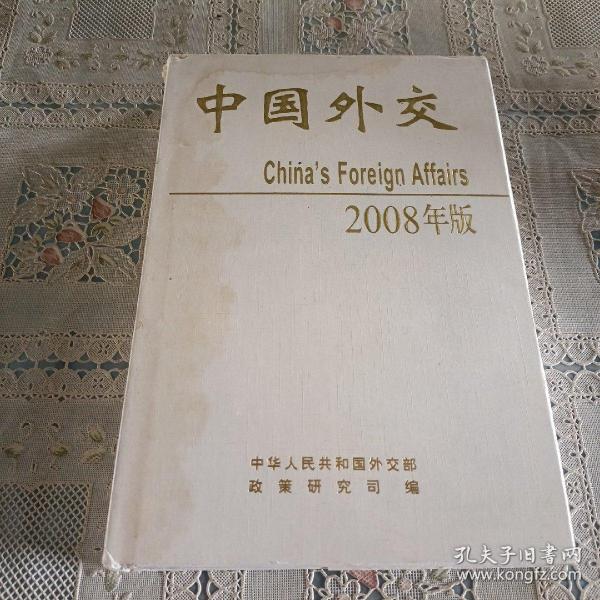 中国外交
China's Foreign Affairs
2008年版
中华人民共和国外交部
政策研究司 编
孔夫子旧书网
www.kongfz.com